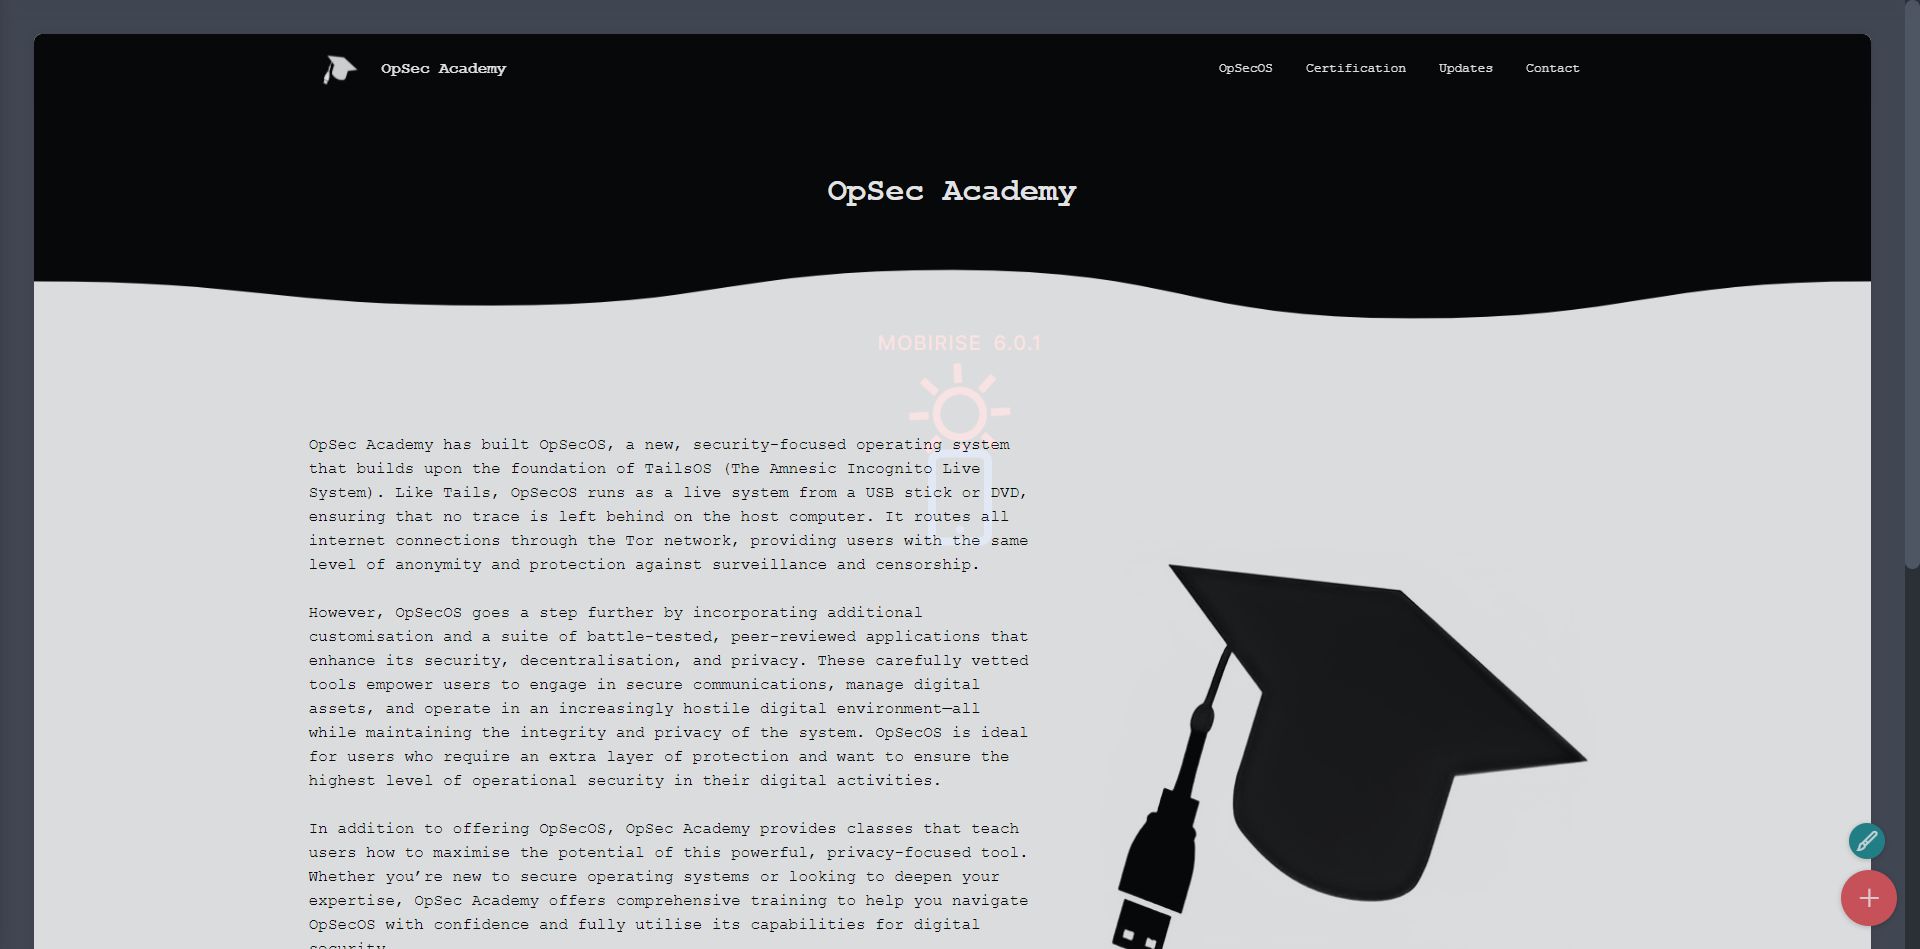 OpSec Academy
OpSecOS Certification Updates Contact
OpSec Academy
MOBIRISE 6.0.1
OpSec Academy has built OpSecOS, a new, security-focused operating system
that builds upon the foundation of TailsOS (The Amnesic Incognito Live
System). Like Tails, OpSecOS runs as a live system from a USB stick or DVD,
ensuring that no trace is left behind on the host computer. It routes all
internet connections through the Tor network, providing users with the same
level of anonymity and protection against surveillance and censorship.
However, OpSecOS goes a step further by incorporating additional
customisation and a suite of battle-tested, peer-reviewed applications that
enhance its security, decentralisation, and privacy. These carefully vetted
tools empower users to engage in secure communications, manage digital
assets, and operate in an increasingly hostile digital environment—all
while maintaining the integrity and privacy of the system. OpSecOS is ideal
for users who require an extra layer of protection and want to ensure the
highest level of operational security in their digital activities.
In addition to offering OpSecOS, OpSec Academy provides classes that teach
users how to maximise the potential of this powerful, privacy-focused tool.
Whether you’re new to secure operating systems or looking to deepen your
expertise, OpSec Academy offers comprehensive training to help you navigate
OpSecOS with confidence and fully utilise its capabilities for digital
security.